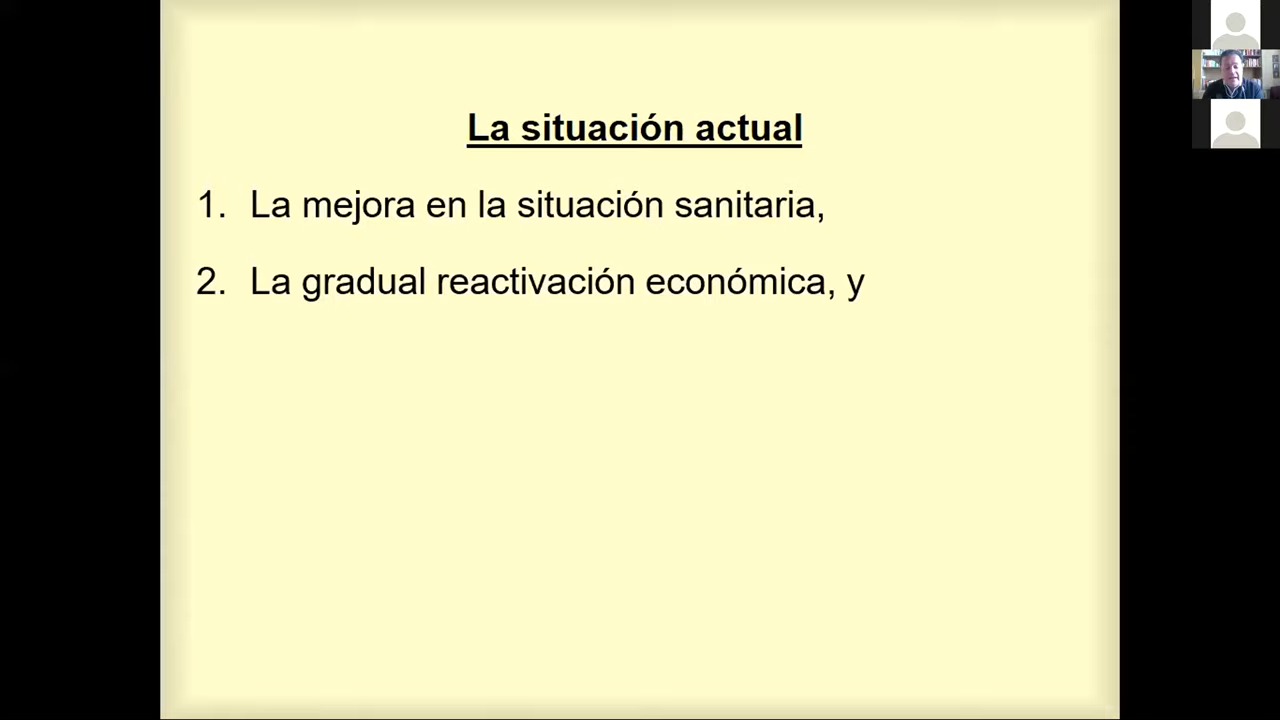 La situación actual
1. La mejora en la situación sanitaria,
2. La gradual reactivación económica, y